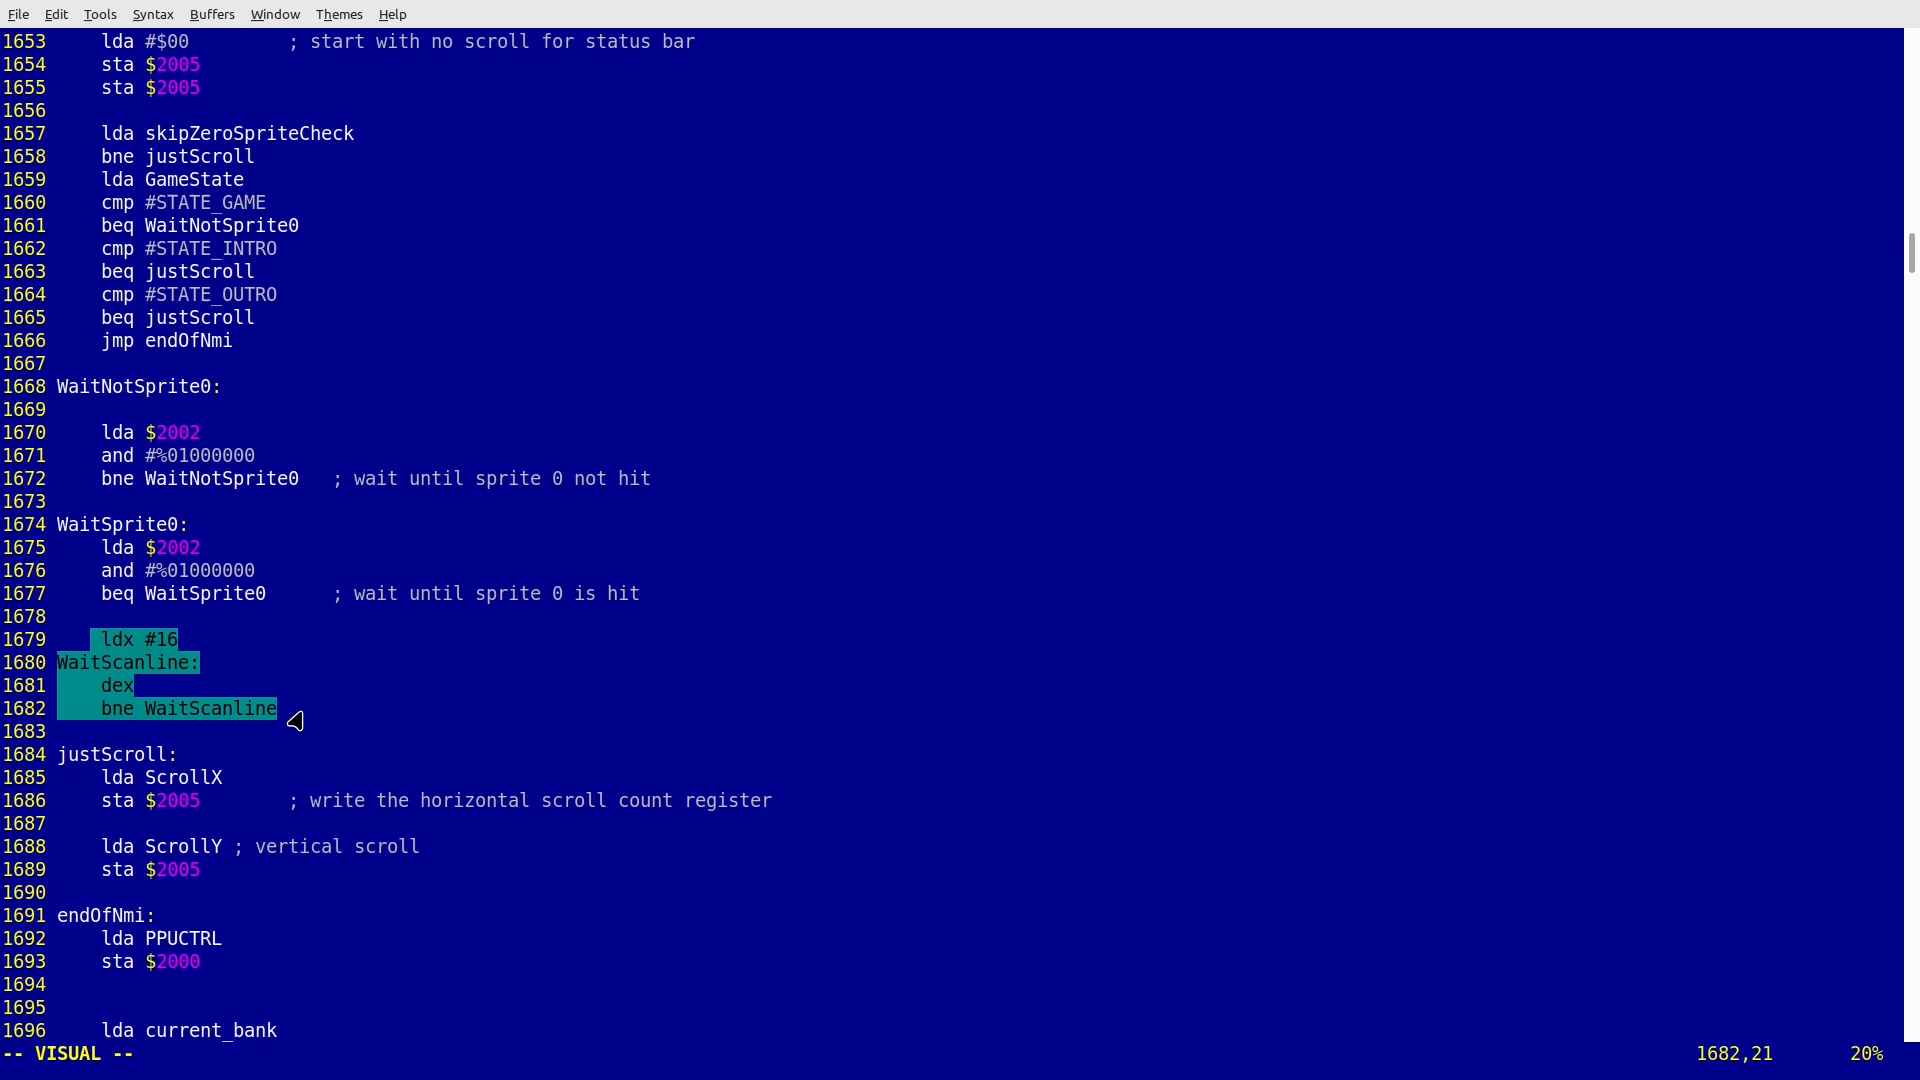 File Edit Tools Syntax Buffers Window Themes Help
1653     lda #$00         ; start with no scroll for status bar
1654     sta $2005
1655     sta $2005
1656
1657     lda skipZeroSpriteCheck
1658     bne justScroll
1659     lda GameState
1660     cmp #STATE_GAME
1661     beq WaitNotSprite0
1662     cmp #STATE_INTRO
1663     beq justScroll
1664     cmp #STATE_OUTRO
1665     beq justScroll
1666     jmp endOfNmi
1667
1668 WaitNotSprite0:
1669
1670     lda $2002
1671     and #%01000000
1672     bne WaitNotSprite0   ; wait until sprite 0 not hit
1673
1674 WaitSprite0:
1675     lda $2002
1676     and #%01000000
1677     beq WaitSprite0      ; wait until sprite 0 is hit
1678
1679     ldx #16
1680 WaitScanline:
1681     dex
1682     bne WaitScanline
1683
1684 justScroll:
1685     lda ScrollX
1686     sta $2005        ; write the horizontal scroll count register
1687
1688     lda ScrollY ; vertical scroll
1689     sta $2005
1690
1691 endOfNmi:
1692     lda PPUCTRL
1693     sta $2000
1694
1695
1696     lda current_bank
-- VISUAL -- 1682,21 20%